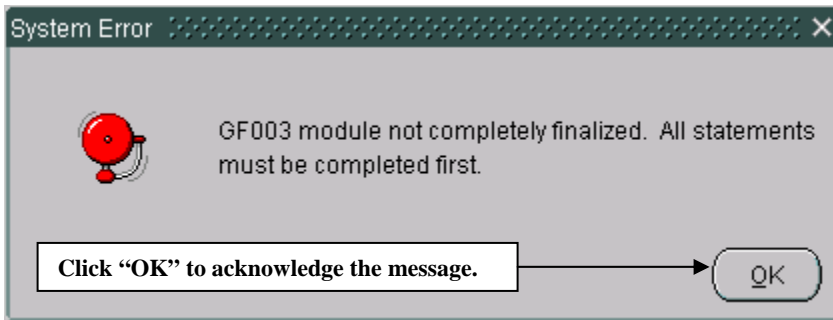 System Error
GF003 module not completely finalized. All statements
must be completed first.
Click “OK” to acknowledge the message.
OK